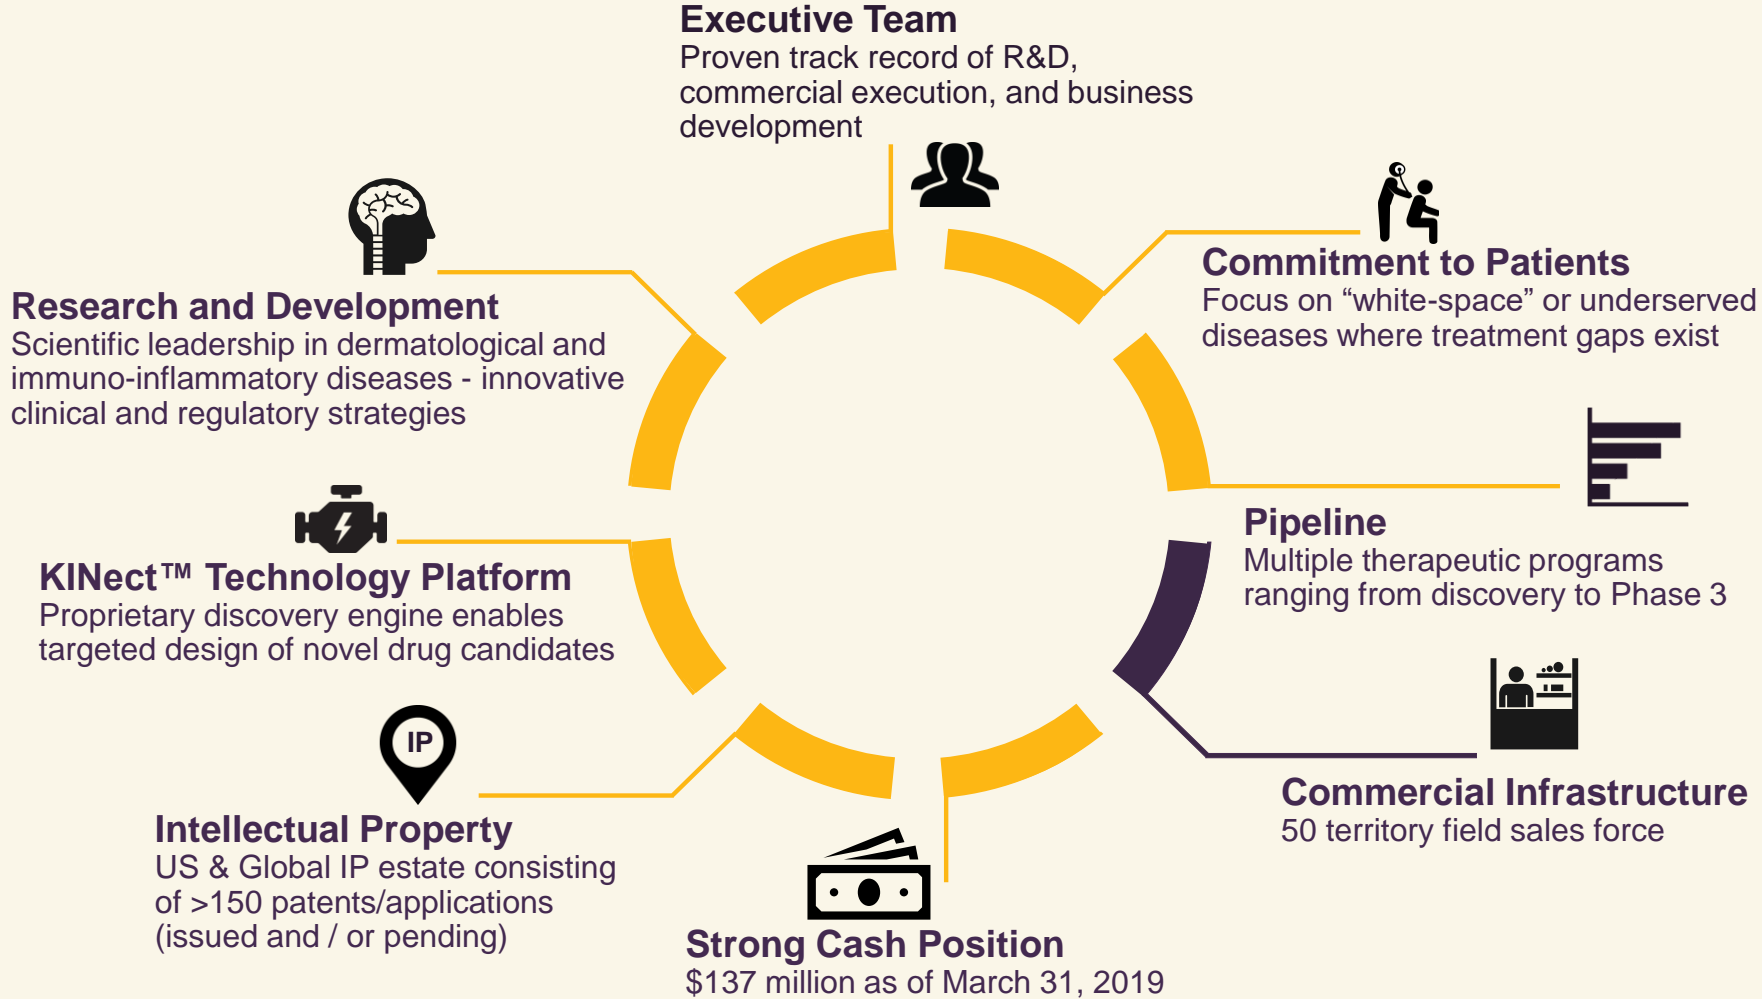 Executive Team
Proven track record of R&D,
commercial execution, and business
development
Commitment to Patients
Focus on “white-space” or underserved
diseases where treatment gaps exist
Research and Development
Scientific leadership in dermatological and
immuno-inflammatory diseases - innovative
clinical and regulatory strategies
Pipeline
Multiple therapeutic programs
ranging from discovery to Phase 3
KINect™ Technology Platform
Proprietary discovery engine enables
targeted design of novel drug candidates
Commercial Infrastructure
50 territory field sales force
IP
Intellectual Property
US & Global IP estate consisting
of >150 patents/applications
(issued and / or pending)
Strong Cash Position
$137 million as of March 31, 2019